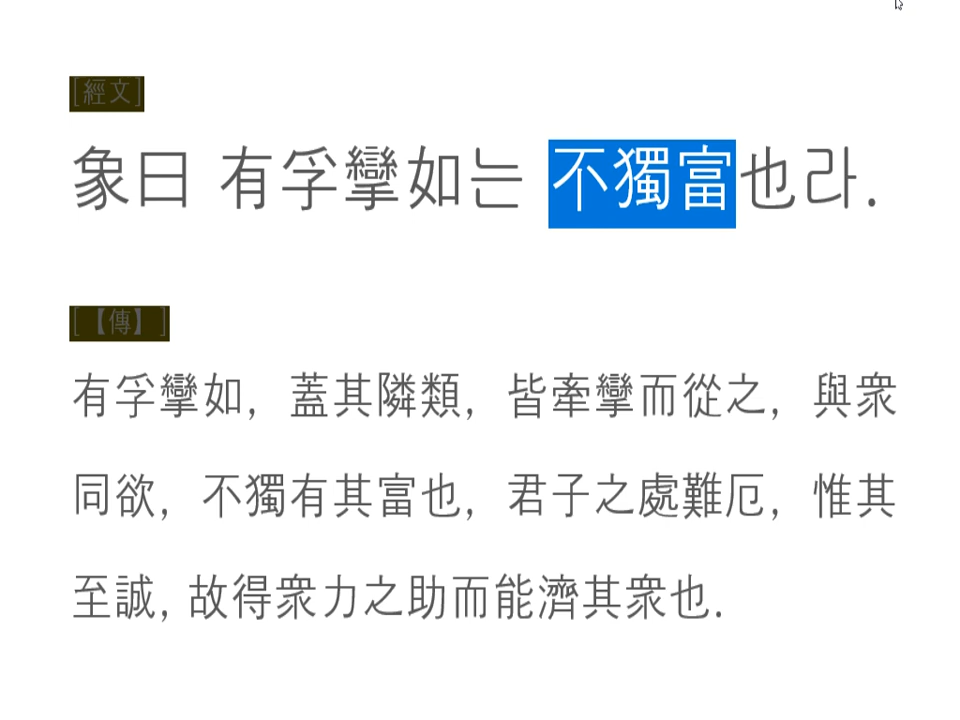 [經文]
象曰 有孚攣如는 不獨富也라.
[【傳】]
有孚攣如, 蓋其隣類, 皆牽攣而從之, 與衆
同欲, 不獨有其富也, 君子之處難厄, 惟其
至誠, 故得衆力之助而能濟其衆也.